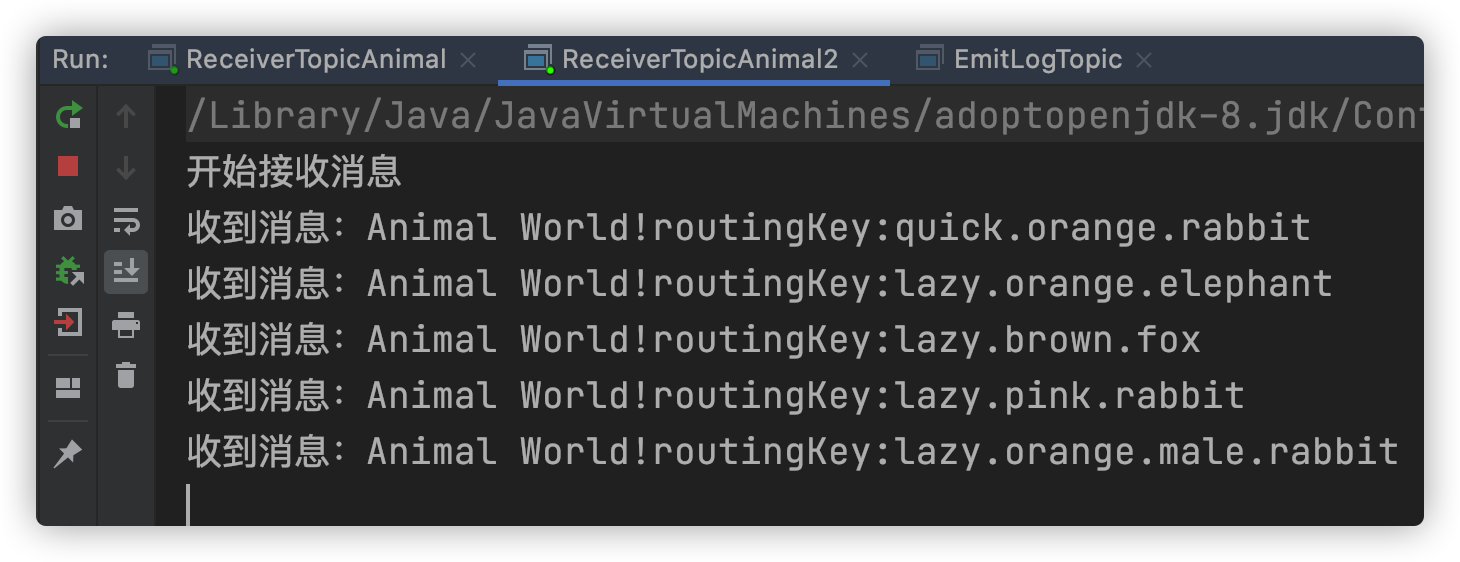 Run: ReceiverTopicAnimal ReceiverTopicAnimal2 EmitLogTopic
/Library/Java/JavaVirtualMachines/adoptopenjdk-8.jdk/Con
开始接收消息
收到消息：Animal World!routingKey:quick.orange.rabbit
收到消息：Animal World!routingKey:lazy.orange.elephant
收到消息：Animal World!routingKey:lazy.brown.fox
收到消息：Animal World!routingKey:lazy.pink.rabbit
收到消息：Animal World!routingKey:lazy.orange.male.rabbit